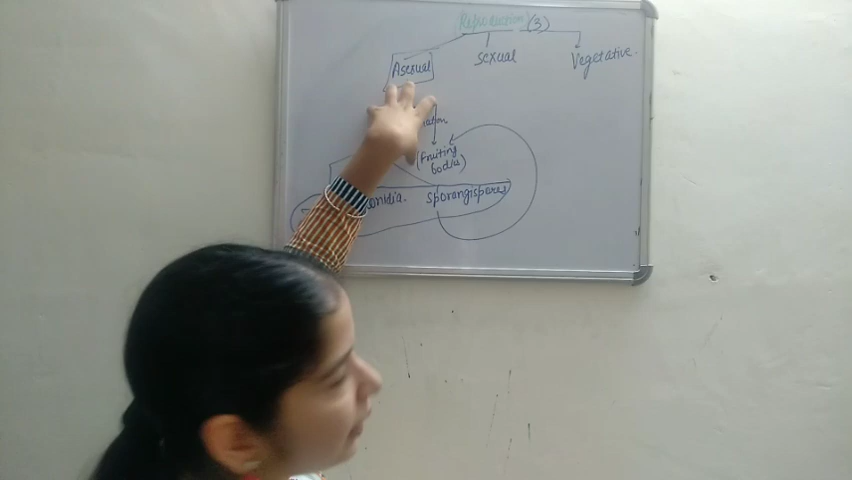 Reproduction (3)
Asexual sexual Vegetative.
(Fruiting
bodies)
sporangispores